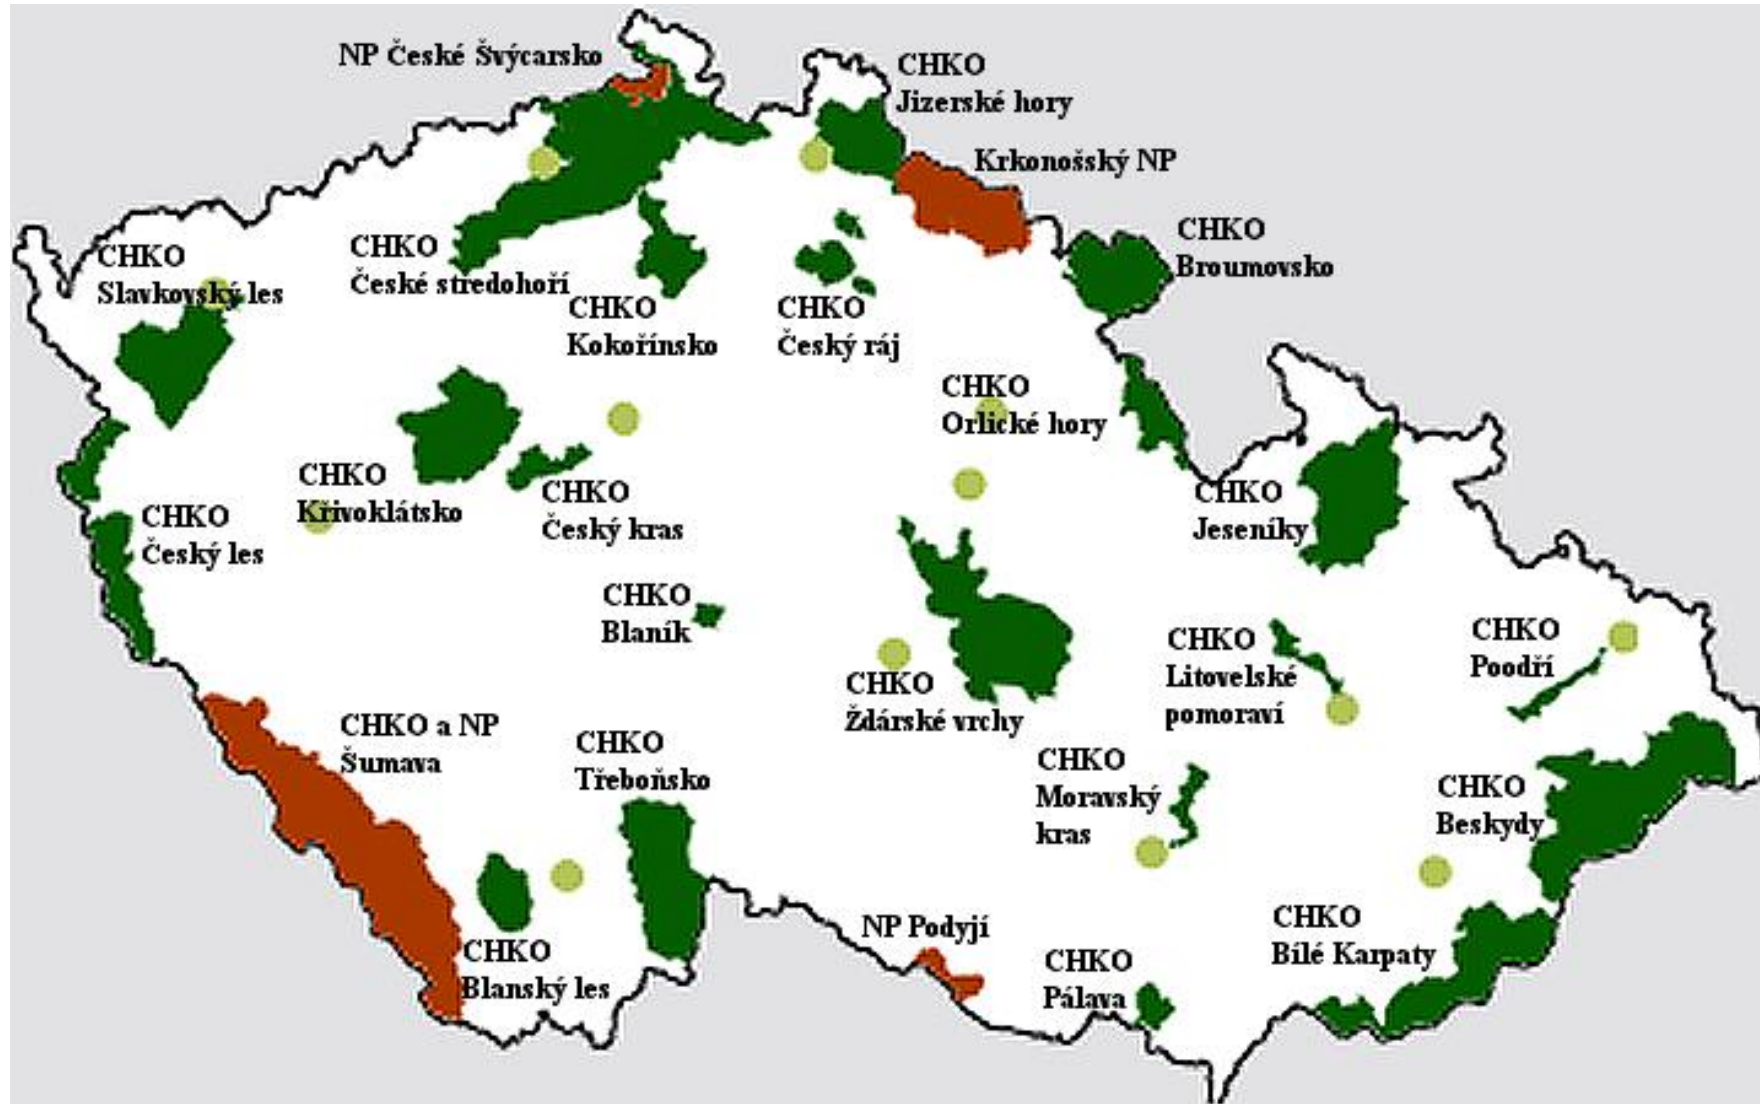 NP České Švýcarsko
CHKO
Jizerské hory
Krkonošský NP
CHKO
Broumovsko
CHKO
Slavkovský les
CHKO
České stredohoří
CHKO
Kokořínsko
CHKO
Český ráj
CHKO
Orlické hory
CHKO
Křivoklátsko
CHKO
Český kras
CHKO
Jeseníky
CHKO
Český les
CHKO
Blaník
CHKO
Litovelské
pomoraví
CHKO
Poodří
CHKO
Ždárské vrchy
CHKO a NP
Šumava
CHKO
Třeboňsko
CHKO
Moravský
kras
CHKO
Beskydy
NP Podyjí
CHKO
Bílé Karpaty
CHKO
Blanský les
CHKO
Pálava